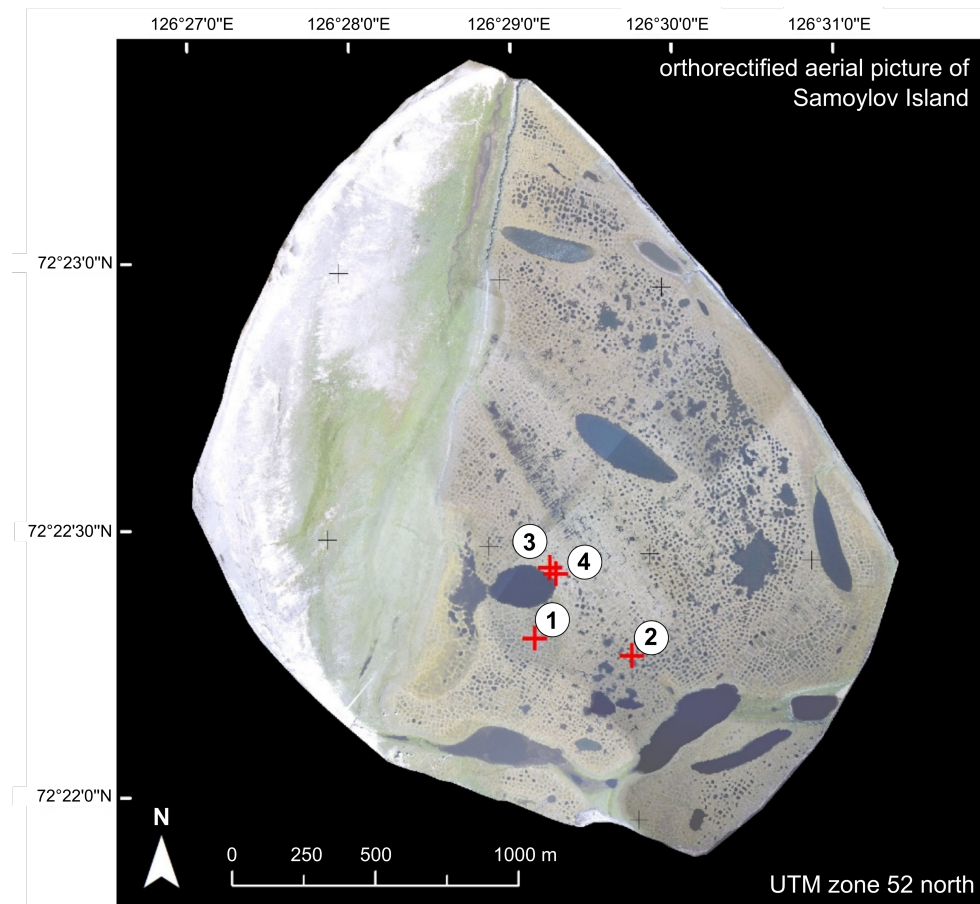 126°27'0"E 126°28'0"E 126°29'0"E 126°30'0"E 126°31'0"E
orthorectified aerial picture of
Samoylov Island
72°23'0"N
72°22'30"N
3
4
1
2
72°22'0"N
N
0 250 500 1000 m
UTM zone 52 north